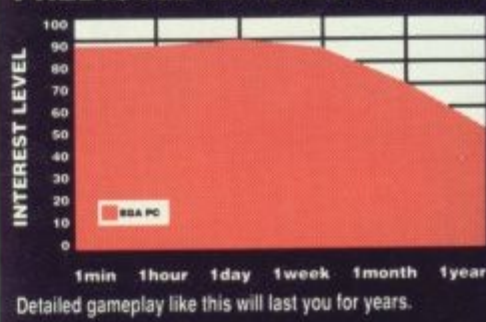 100
90
80
70
60
50
40
30
20
10
0
INTEREST LEVEL
EGA PC
1min 1hour 1day 1week 1month 1year
Detailed gameplay like this will last you for years.